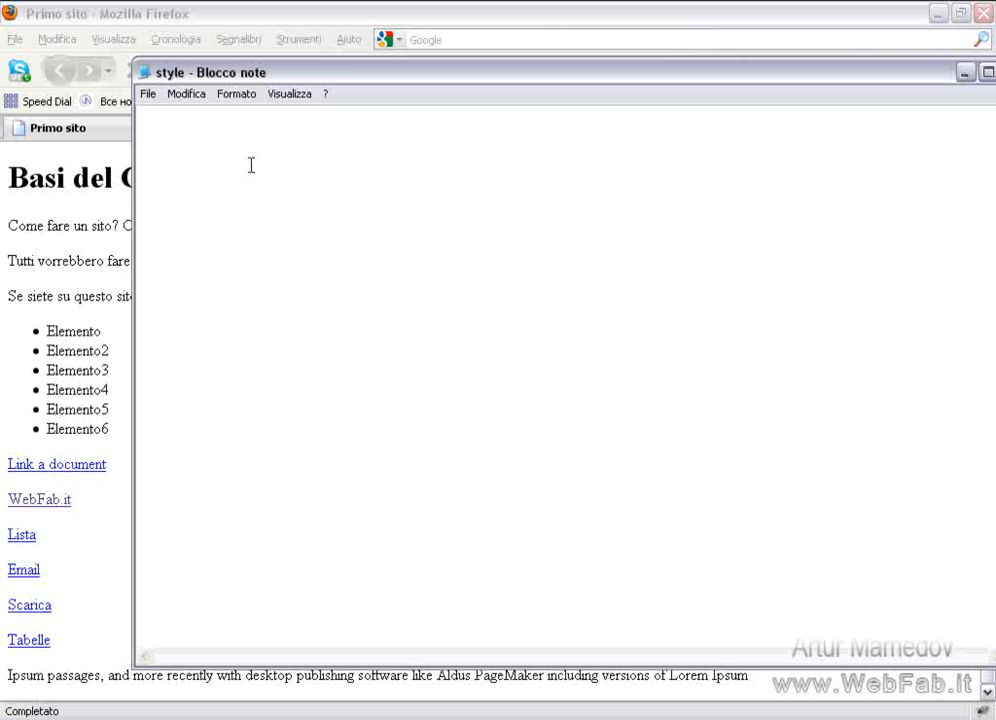 Primo sito - Mozilla Firefox
File Modifica Visualizza Cronologia Segnalibri Strumenti Aiuto Google
style - Blocco note
File Modifica Formato Visualizza ?
Speed Dial Все но
Primo sito
Basi del
Come fare un sito?
Tutti vorrebbero fare
Se siete su questo
Elemento
Elemento2
Elemento3
Elemento4
Elemento5
Elemento6
Link a document
WebFab.it
Lista
Email
Scarica
Tabelle
Ipsum passages, and more recently with desktop publishing software like Aldus PageMaker including versions of Lorem Ipsum
Artur Mamedov
www.WebFab.it
Completato